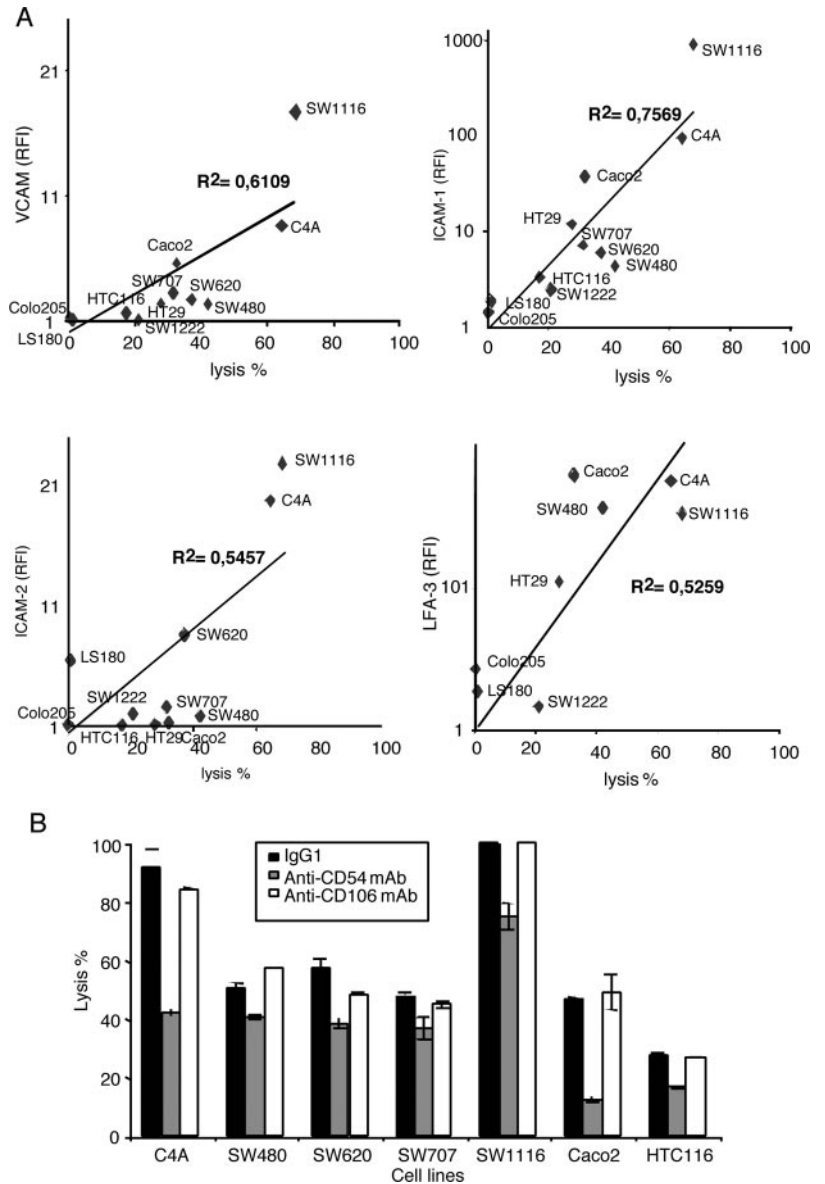 A
VCAM (RFI)
21
11
1
SW1116
R2= 0,6109
C4A
Caco2
SW707
SW620
HTC116
HT29
SW480
SW1222
Colo205
LS180
0 20 40 60 80 100
lysis %
ICAM-1 (RFI)
1000
100
10
1
SW1116
R2= 0,7569
C4A
Caco2
HT29
SW707
SW620
SW480
HTC116
SW1222
LS180
Colo205
0 20 40 60 80 100
lysis %
ICAM-2 (RFI)
21
11
1
SW1116
C4A
R2= 0,5457
SW620
LS180
SW1222
SW707
SW480
Colo205
HTC116
HT29
Caco2
0 20 40 60 80 100
lysis %
LFA-3 (RFI)
101
1
Caco2
C4A
SW480
SW1116
HT29
R2= 0,5259
Colo205
LS180
SW1222
0 20 40 60 80 100
lysis %
B
Lysis %
100
80
60
40
20
0
IgG1
Anti-CD54 mAb
Anti-CD106 mAb
C4A SW480 SW620 SW707 SW1116 Caco2 HTC116
Cell lines